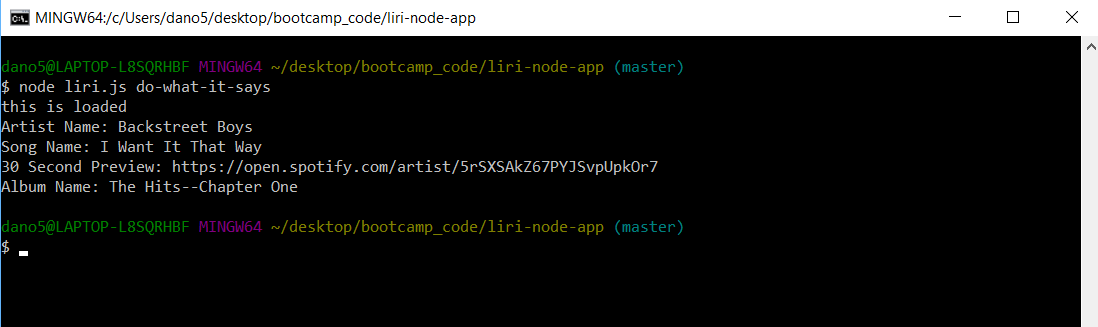 MINGW64:/c/Users/dano5/desktop/bootcamp_code/liri-node-app
dano5@LAPTOP-L8SQRHBF MINGW64 ~/desktop/bootcamp_code/liri-node-app (master)
$ node liri.js do-what-it-says
this is loaded
Artist Name: Backstreet Boys
Song Name: I Want It That Way
30 Second Preview: https://open.spotify.com/artist/5rSXSAkZ67PYJSvpUpkOr7
Album Name: The Hits--Chapter One
dano5@LAPTOP-L8SQRHBF MINGW64 ~/desktop/bootcamp_code/liri-node-app (master)
$